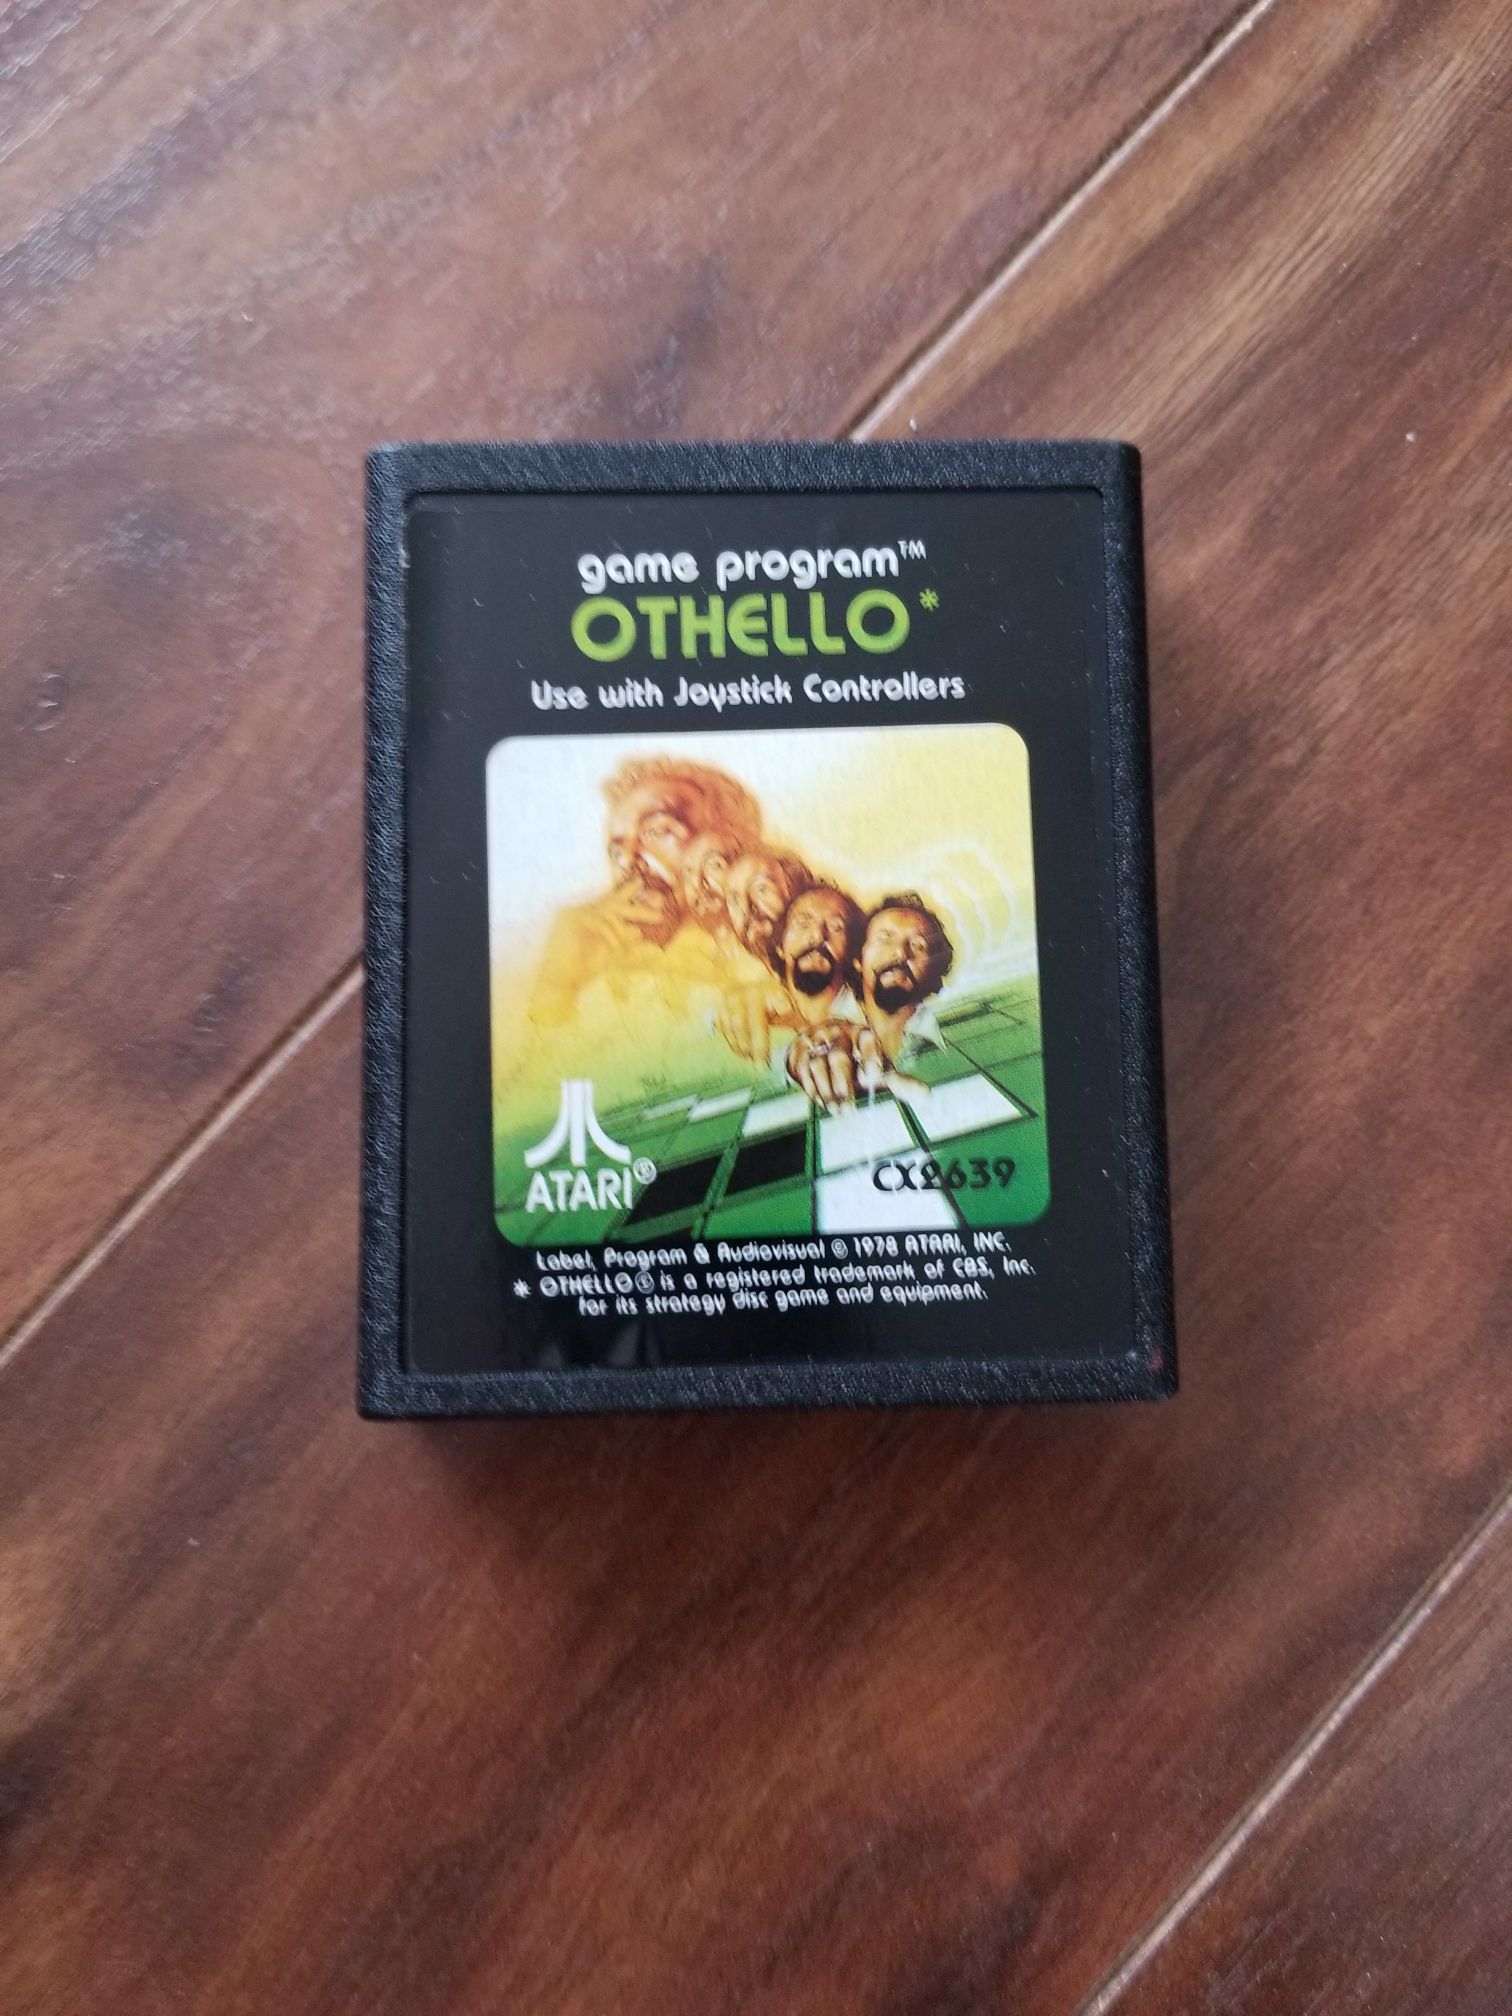 game program™
OTHELLO*
Use with Joystick Controllers
ATARI®
CX2639
Label, Program & Audiovisual © 1978 ATARI, INC.
* OTHELLO® is a registered trademark of CBS, Inc.
for its strategy disc game and equipment.